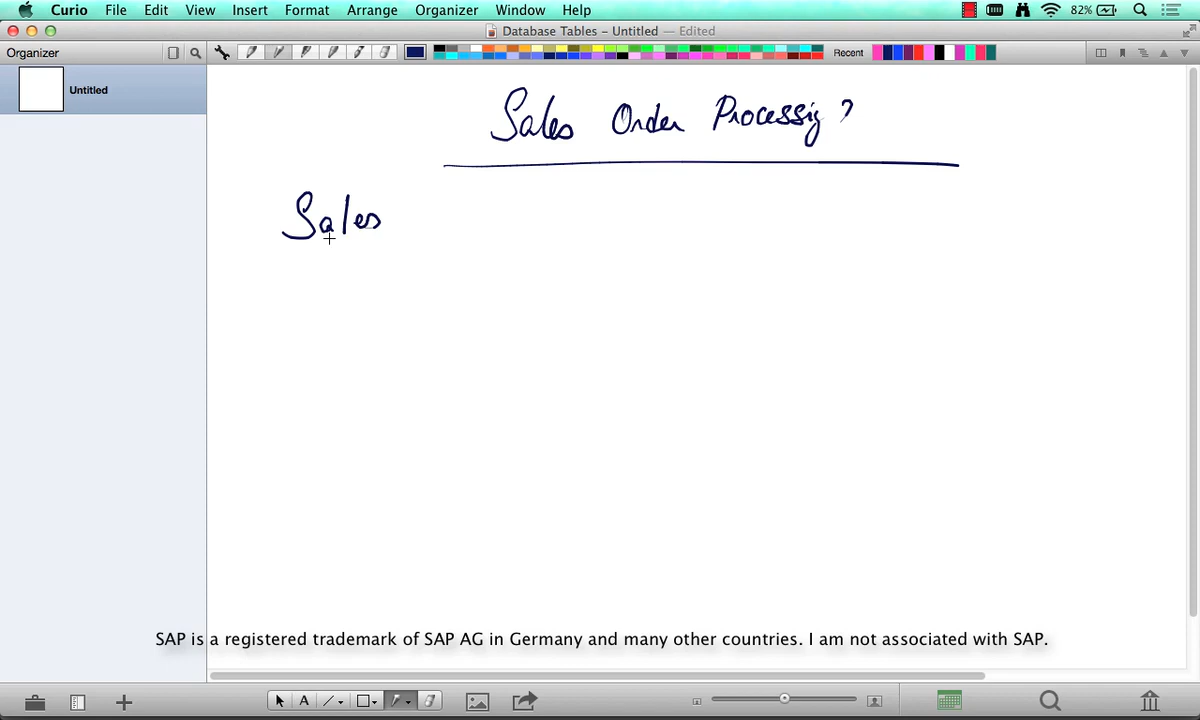 Curio File Edit View Insert Format Arrange Organizer Window Help 82%
Database Tables - Untitled — Edited
Organizer Recent
Untitled
Sales Order Processig ?
Sales
SAP is a registered trademark of SAP AG in Germany and many other countries. I am not associated with SAP.
A